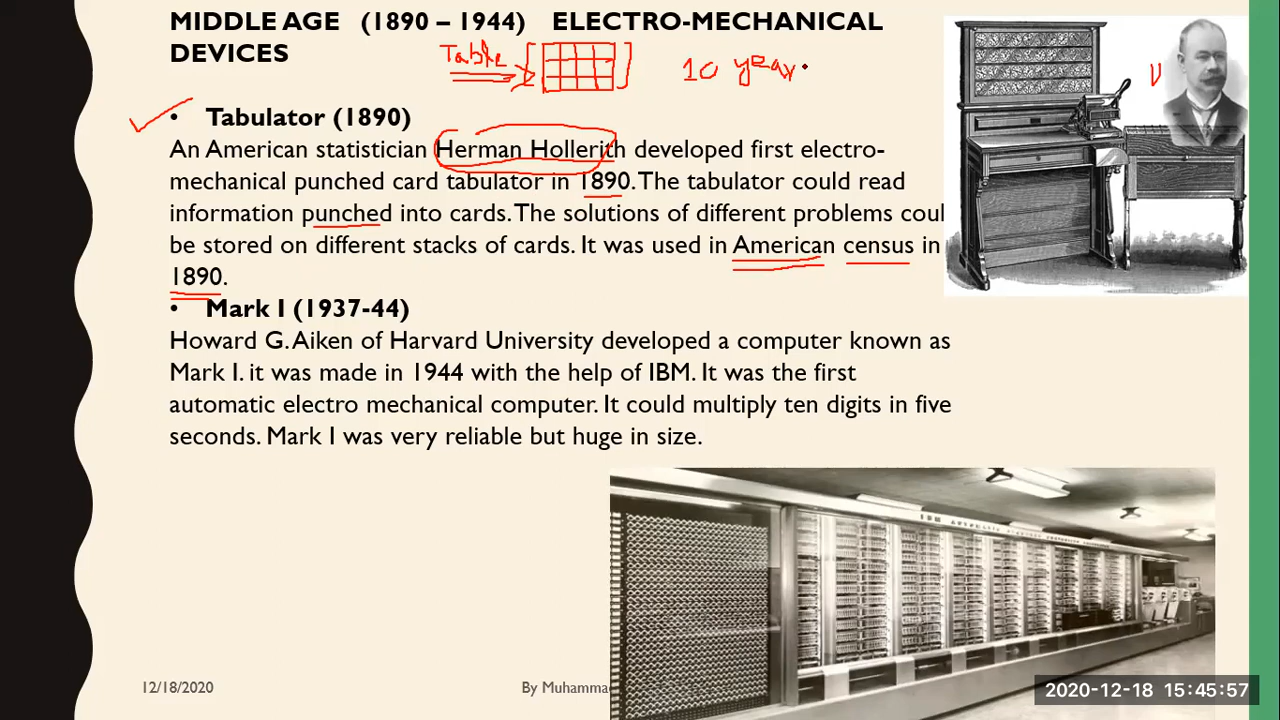 MIDDLE AGE (1890 – 1944) ELECTRO-MECHANICAL
DEVICES
Table
10 year
• Tabulator (1890)
An American statistician Herman Hollerith developed first electro-
mechanical punched card tabulator in 1890. The tabulator could read
information punched into cards. The solutions of different problems coul
be stored on different stacks of cards. It was used in American census in
1890.
• Mark I (1937-44)
Howard G. Aiken of Harvard University developed a computer known as
Mark I. it was made in 1944 with the help of IBM. It was the first
automatic electro mechanical computer. It could multiply ten digits in five
seconds. Mark I was very reliable but huge in size.
12/18/2020
By Muhamma
2020-12-18 15:45:57